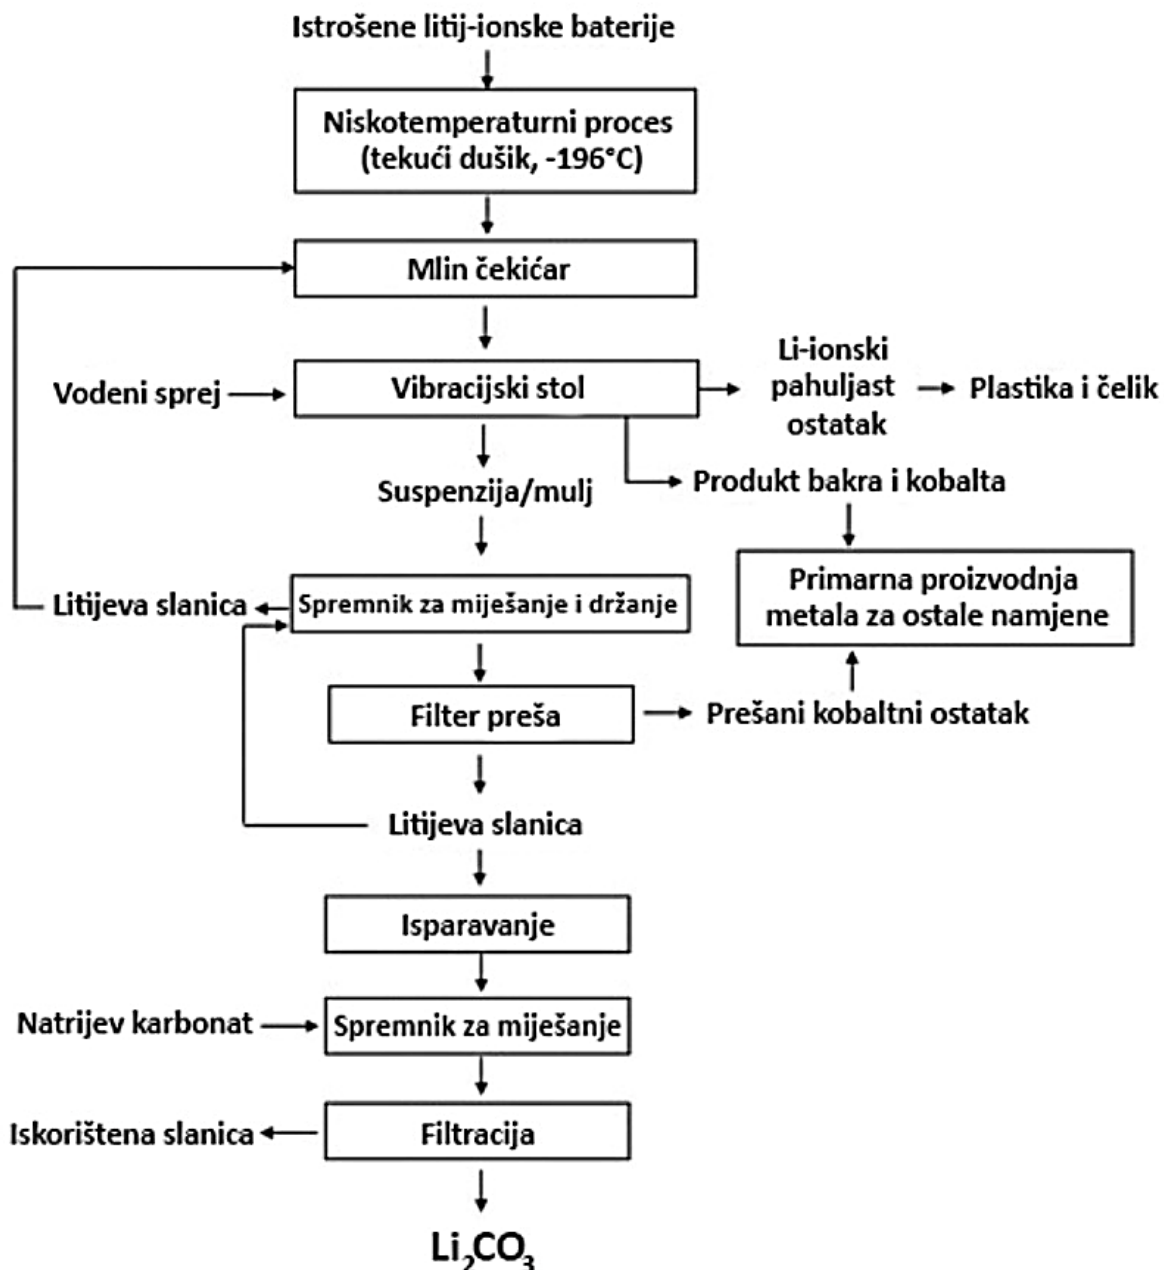 Istrošene litij-ionske baterije
Niskotemperaturni proces
(tekući dušik, -196°C)
Mlin čekićar
Vodeni sprej
Vibracijski stol
Li-ionski
pahuljast
ostatak
Plastika i čelik
Suspenzija/mulj
Produkt bakra i kobalta
Litijeva slanica
Spremnik za miješanje i držanje
Primarna proizvodnja
metala za ostale namjene
Filter preša
Prešani kobaltni ostatak
Litijeva slanica
Isparavanje
Natrijev karbonat
Spremnik za miješanje
Iskorištena slanica
Filtracija
Li₂CO₃